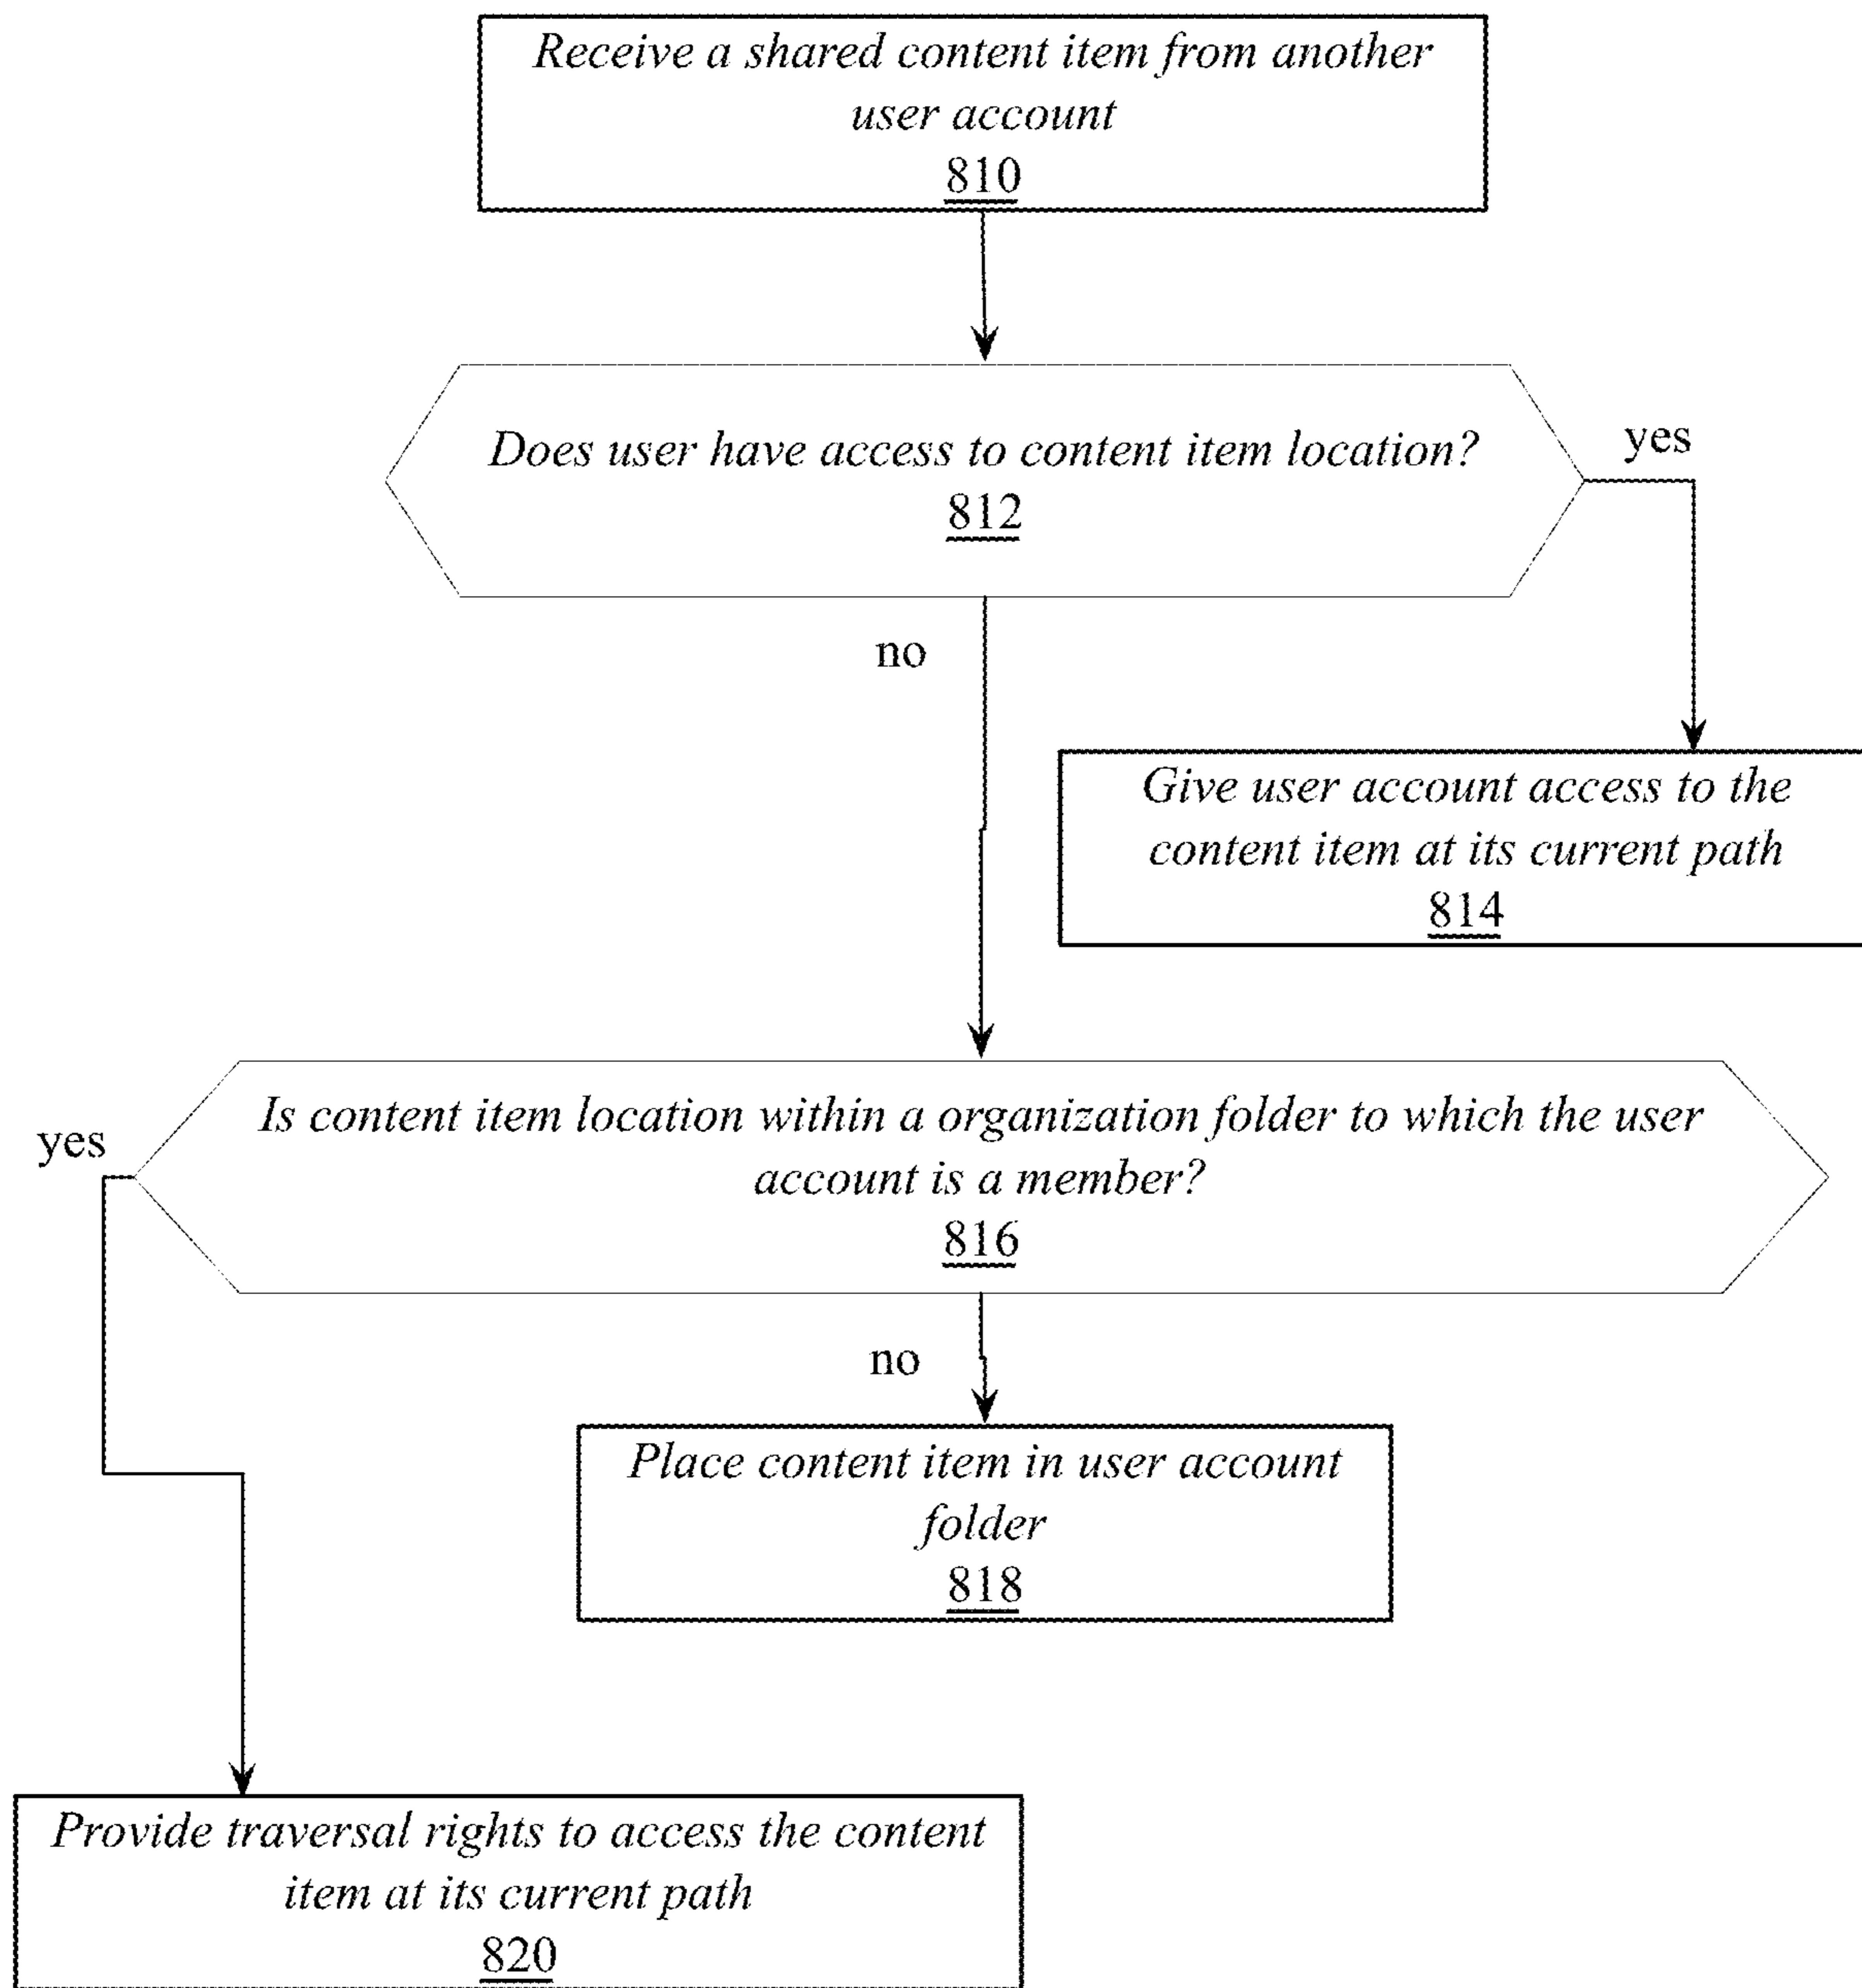 Receive a shared content item from another
user account
810
Does user have access to content item location?
812
yes
no
Give user account access to the
content item at its current path
814
Is content item location within a organization folder to which the user
account is a member?
816
yes
no
Place content item in user account
folder
818
Provide traversal rights to access the content
item at its current path
820